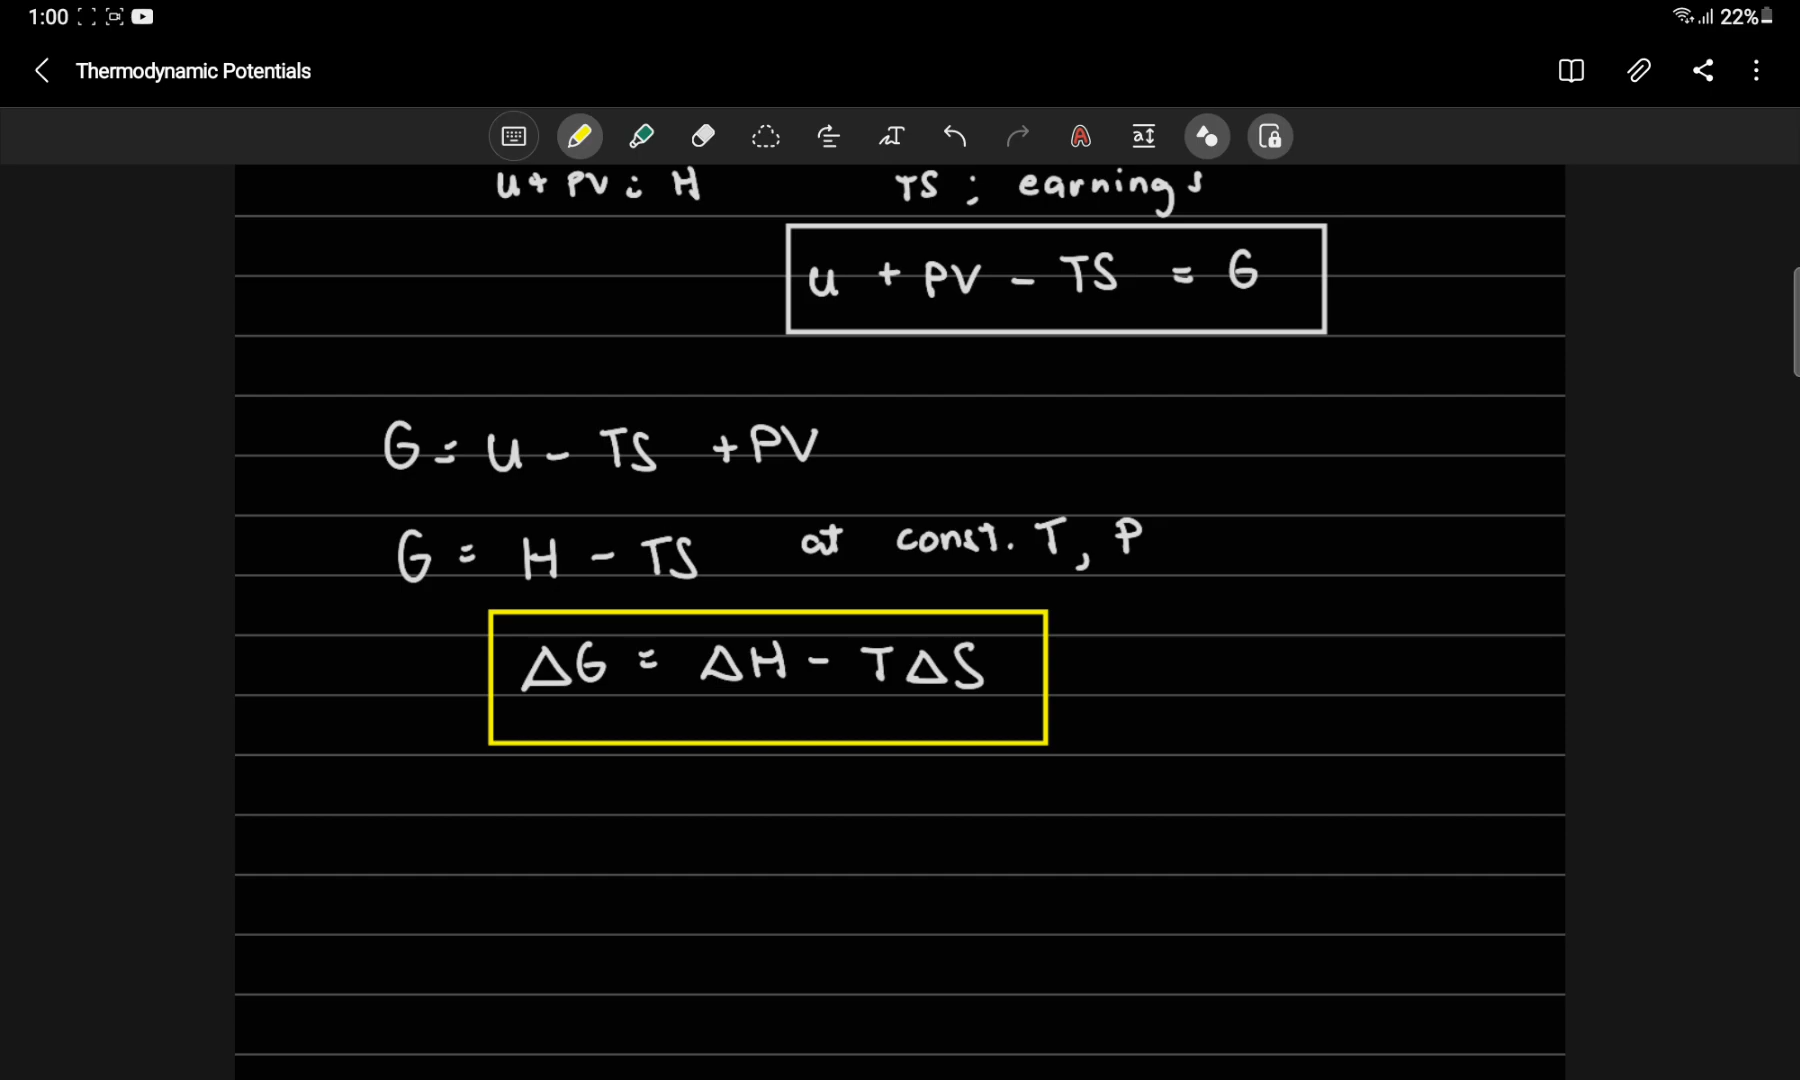 1:00 22%
Thermodynamic Potentials
U + PV : H TS : earnings
U + PV - TS = G
G = U - TS + PV
G = H - TS at const. T, P
ΔG = ΔH - TΔS